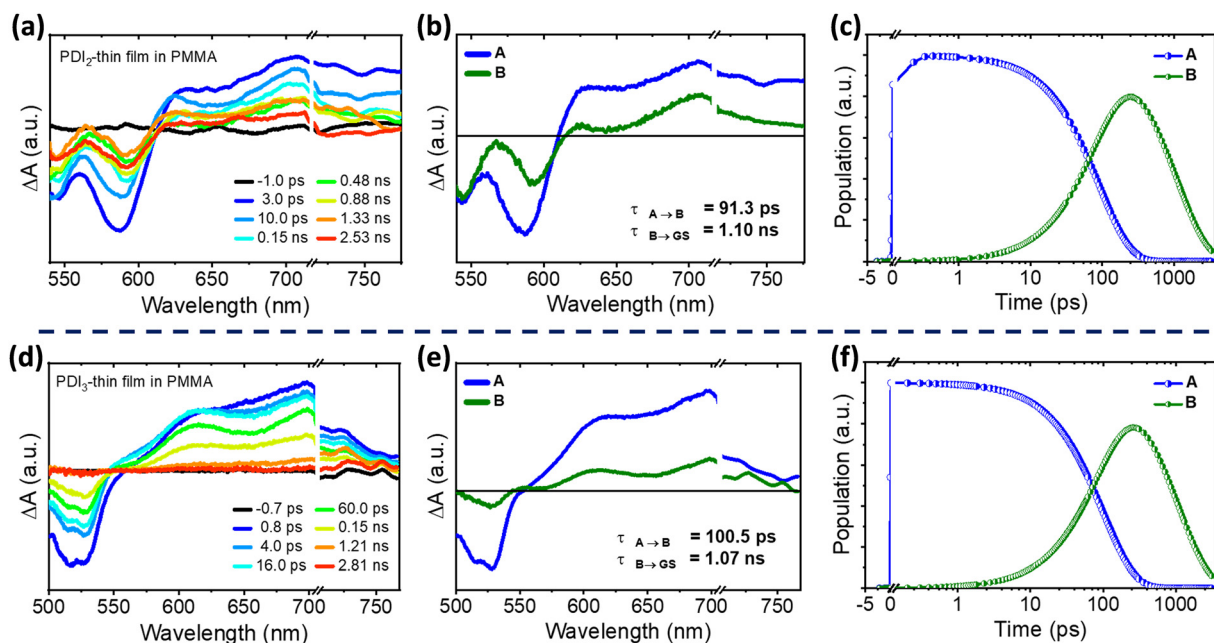 (a)
PDI2-thin film in PMMA
ΔA (a.u.)
-1.0 ps
3.0 ps
10.0 ps
0.15 ns
0.48 ns
0.88 ns
1.33 ns
2.53 ns
550 600 650 700 750
Wavelength (nm)
(b)
A
B
ΔA (a.u.)
τ A→B = 91.3 ps
τ B→GS = 1.10 ns
550 600 650 700 750
Wavelength (nm)
(c)
A
B
Population (a.u.)
-5 0 1 10 100 1000
Time (ps)
(d)
PDI3-thin film in PMMA
ΔA (a.u.)
-0.7 ps
0.8 ps
4.0 ps
16.0 ps
60.0 ps
0.15 ns
1.21 ns
2.81 ns
500 550 600 650 700 750
Wavelength (nm)
(e)
A
B
ΔA (a.u.)
τ A→B = 100.5 ps
τ B→GS = 1.07 ns
500 550 600 650 700 750
Wavelength (nm)
(f)
A
B
Population (a.u.)
-5 0 1 10 100 1000
Time (ps)